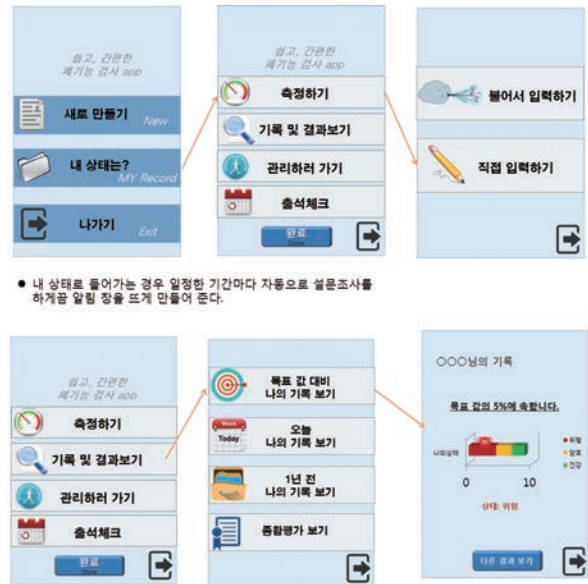 쉽고, 간편한
폐기능 검사 app
새로 만들기
New
내 상태는?
MY Record
나가기
Exit
쉽고, 간편한
폐기능 검사 app
측정하기
기록 및 결과보기
관리하러 가기
출석체크
완료
Done
불어서 입력하기
직접 입력하기
● 내 상태로 들어가는 경우 일정한 기간마다 자동으로 설문조사를
하게끔 알림 창을 뜨게 만들어 준다.
쉽고, 간편한
폐기능 검사 app
측정하기
기록 및 결과보기
관리하러 가기
출석체크
완료
Done
목표 값 대비
나의 기록 보기
Week
Today
오늘
나의 기록 보기
1년 전
나의 기록 보기
종합평가 보기
○○○님의 기록
목표 값의 5%에 속합니다.
나의상태
위험
양호
건강
0 10
상태: 위험
다른 결과 보기